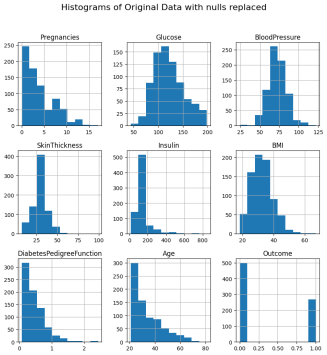 Histograms of Original Data with nulls replaced
Pregnancies Glucose BloodPressure
250 200 150 100 50 0
0 5 10 15
150 125 100 75 50 25 0
50 100 150 200
250 200 150 100 50 0
25 50 75 100 125
SkinThickness Insulin BMI
400 300 200 100 0
25 50 75 100
500 400 300 200 100 0
0 200 400 600 800
200 150 100 50 0
20 40 60
DiabetesPedigreeFunction Age Outcome
300 250 200 150 100 50 0
0 1 2
300 250 200 150 100 50 0
20 40 60 80
500 400 300 200 100 0
0.00 0.25 0.50 0.75 1.00